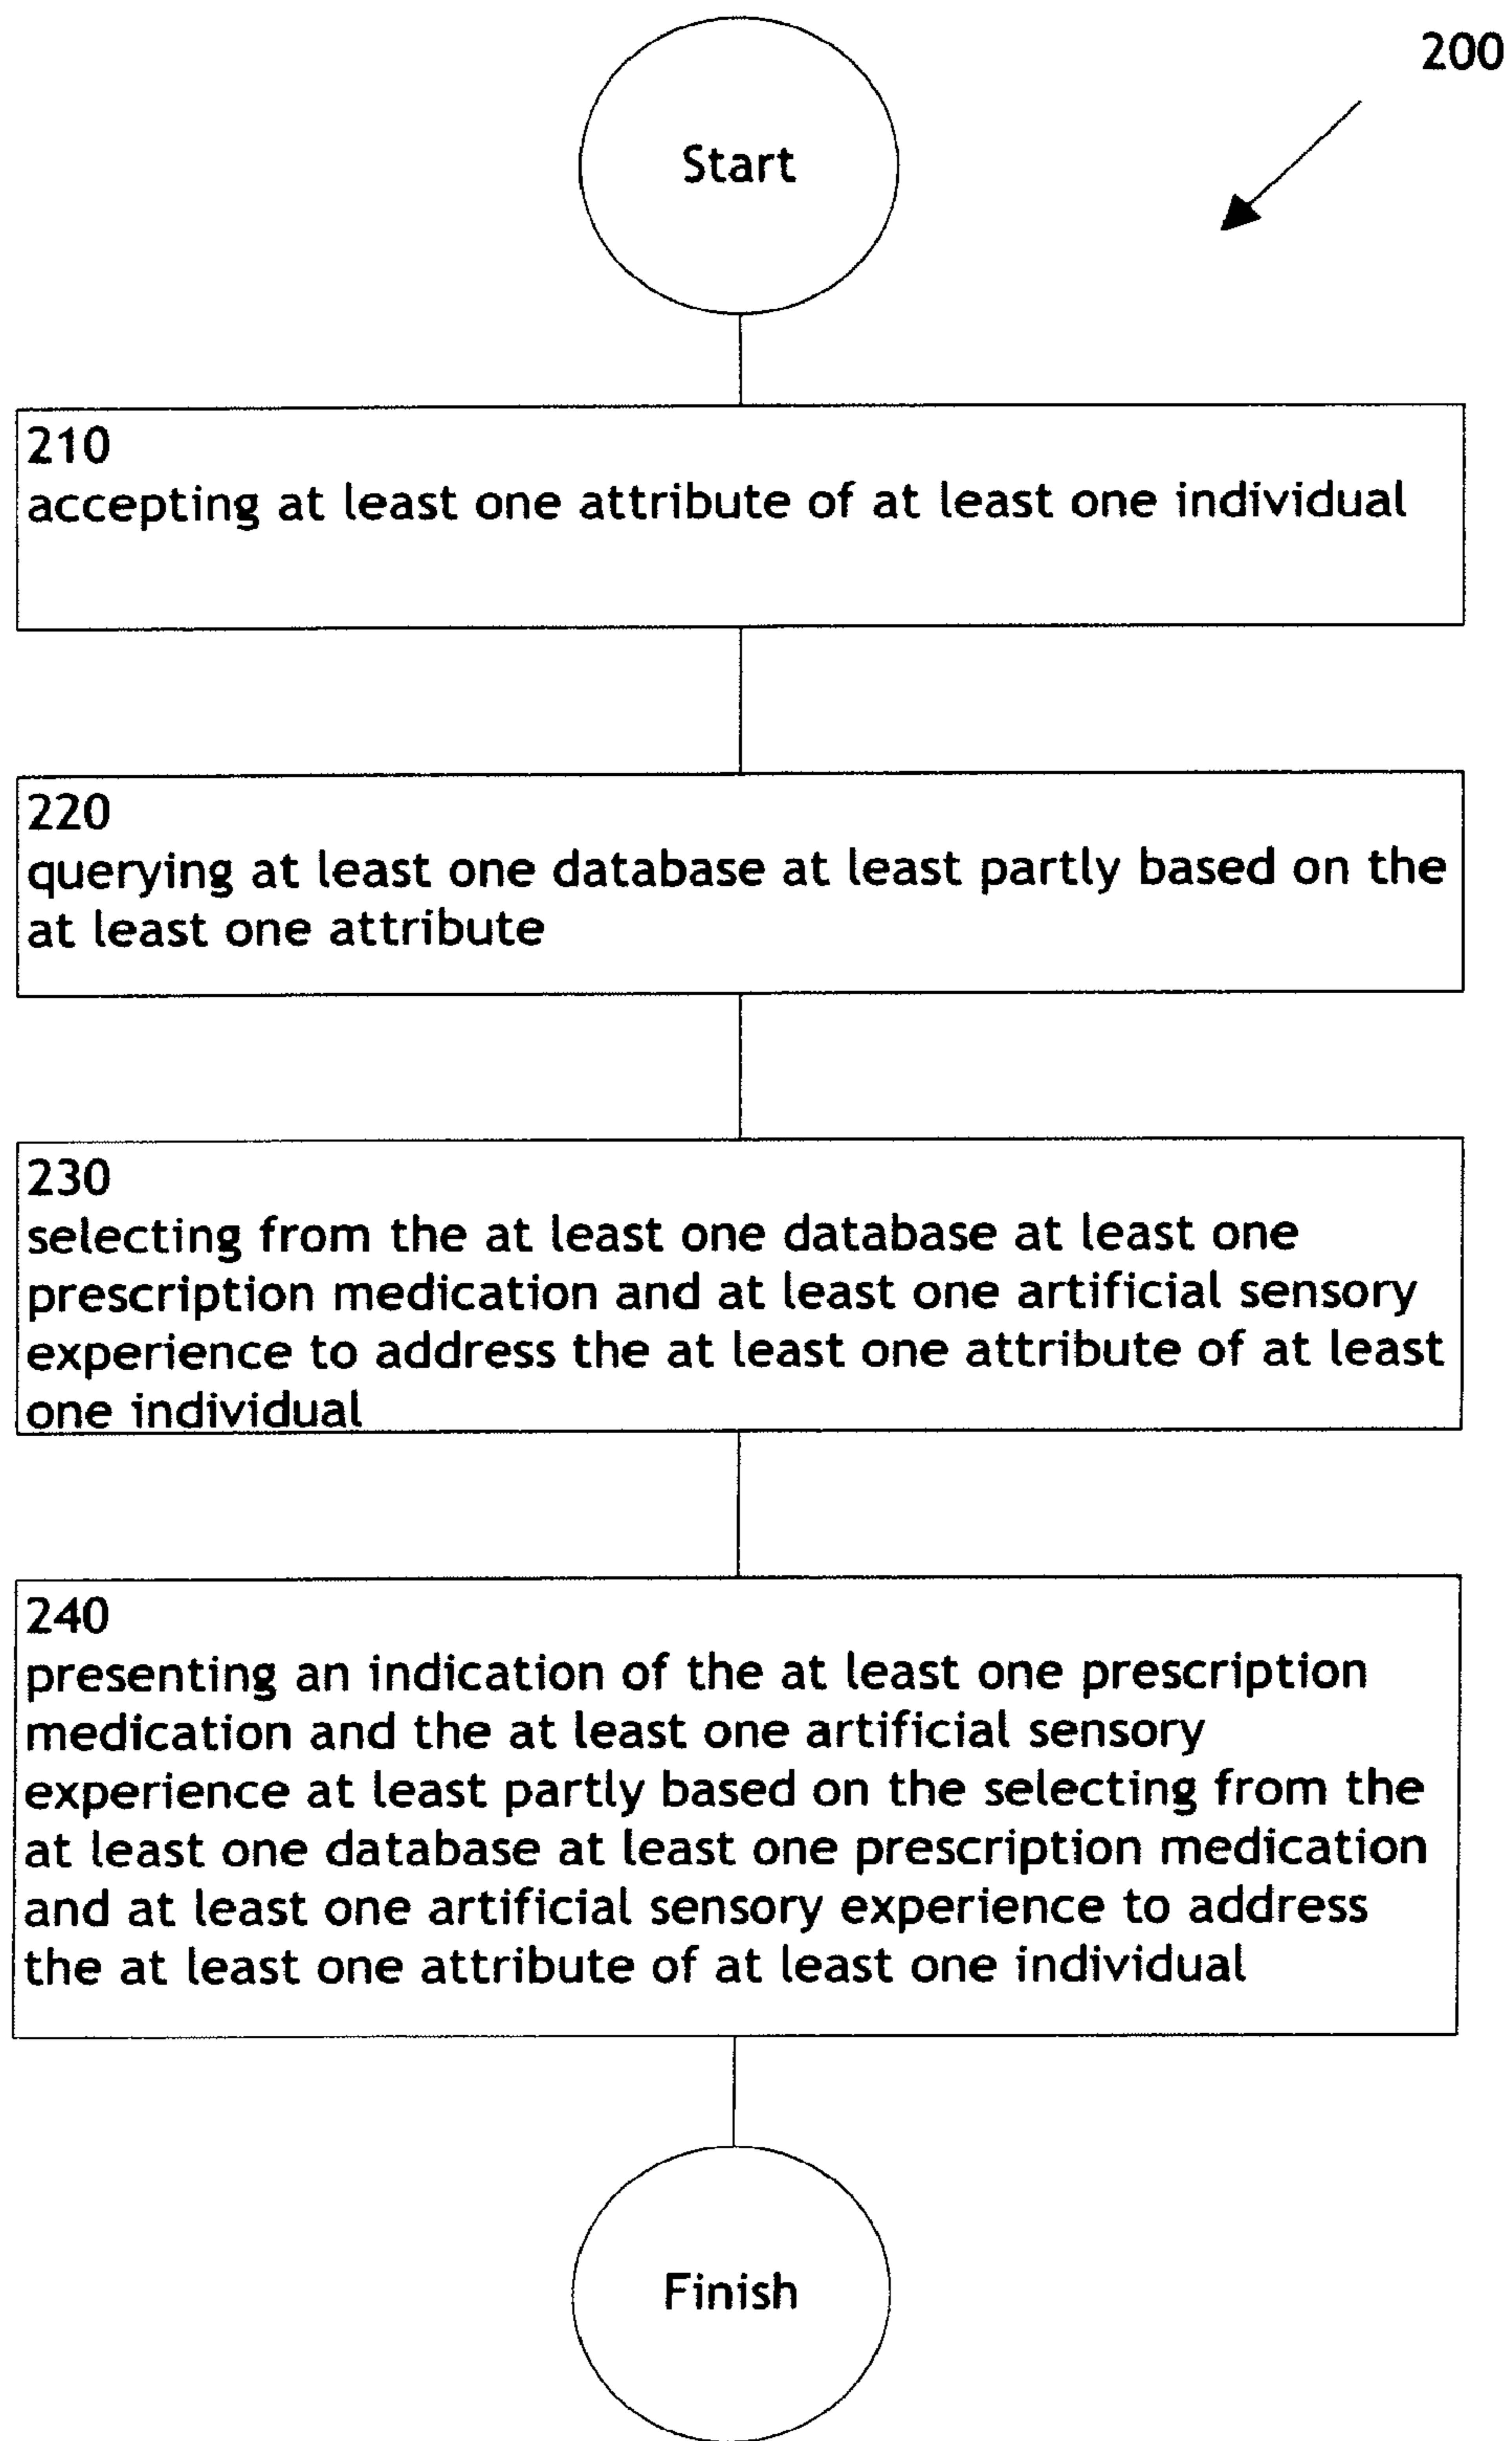 200
Start
210
accepting at least one attribute of at least one individual
220
querying at least one database at least partly based on the
at least one attribute
230
selecting from the at least one database at least one
prescription medication and at least one artificial sensory
experience to address the at least one attribute of at least
one individual
240
presenting an indication of the at least one prescription
medication and the at least one artificial sensory
experience at least partly based on the selecting from the
at least one database at least one prescription medication
and at least one artificial sensory experience to address
the at least one attribute of at least one individual
Finish